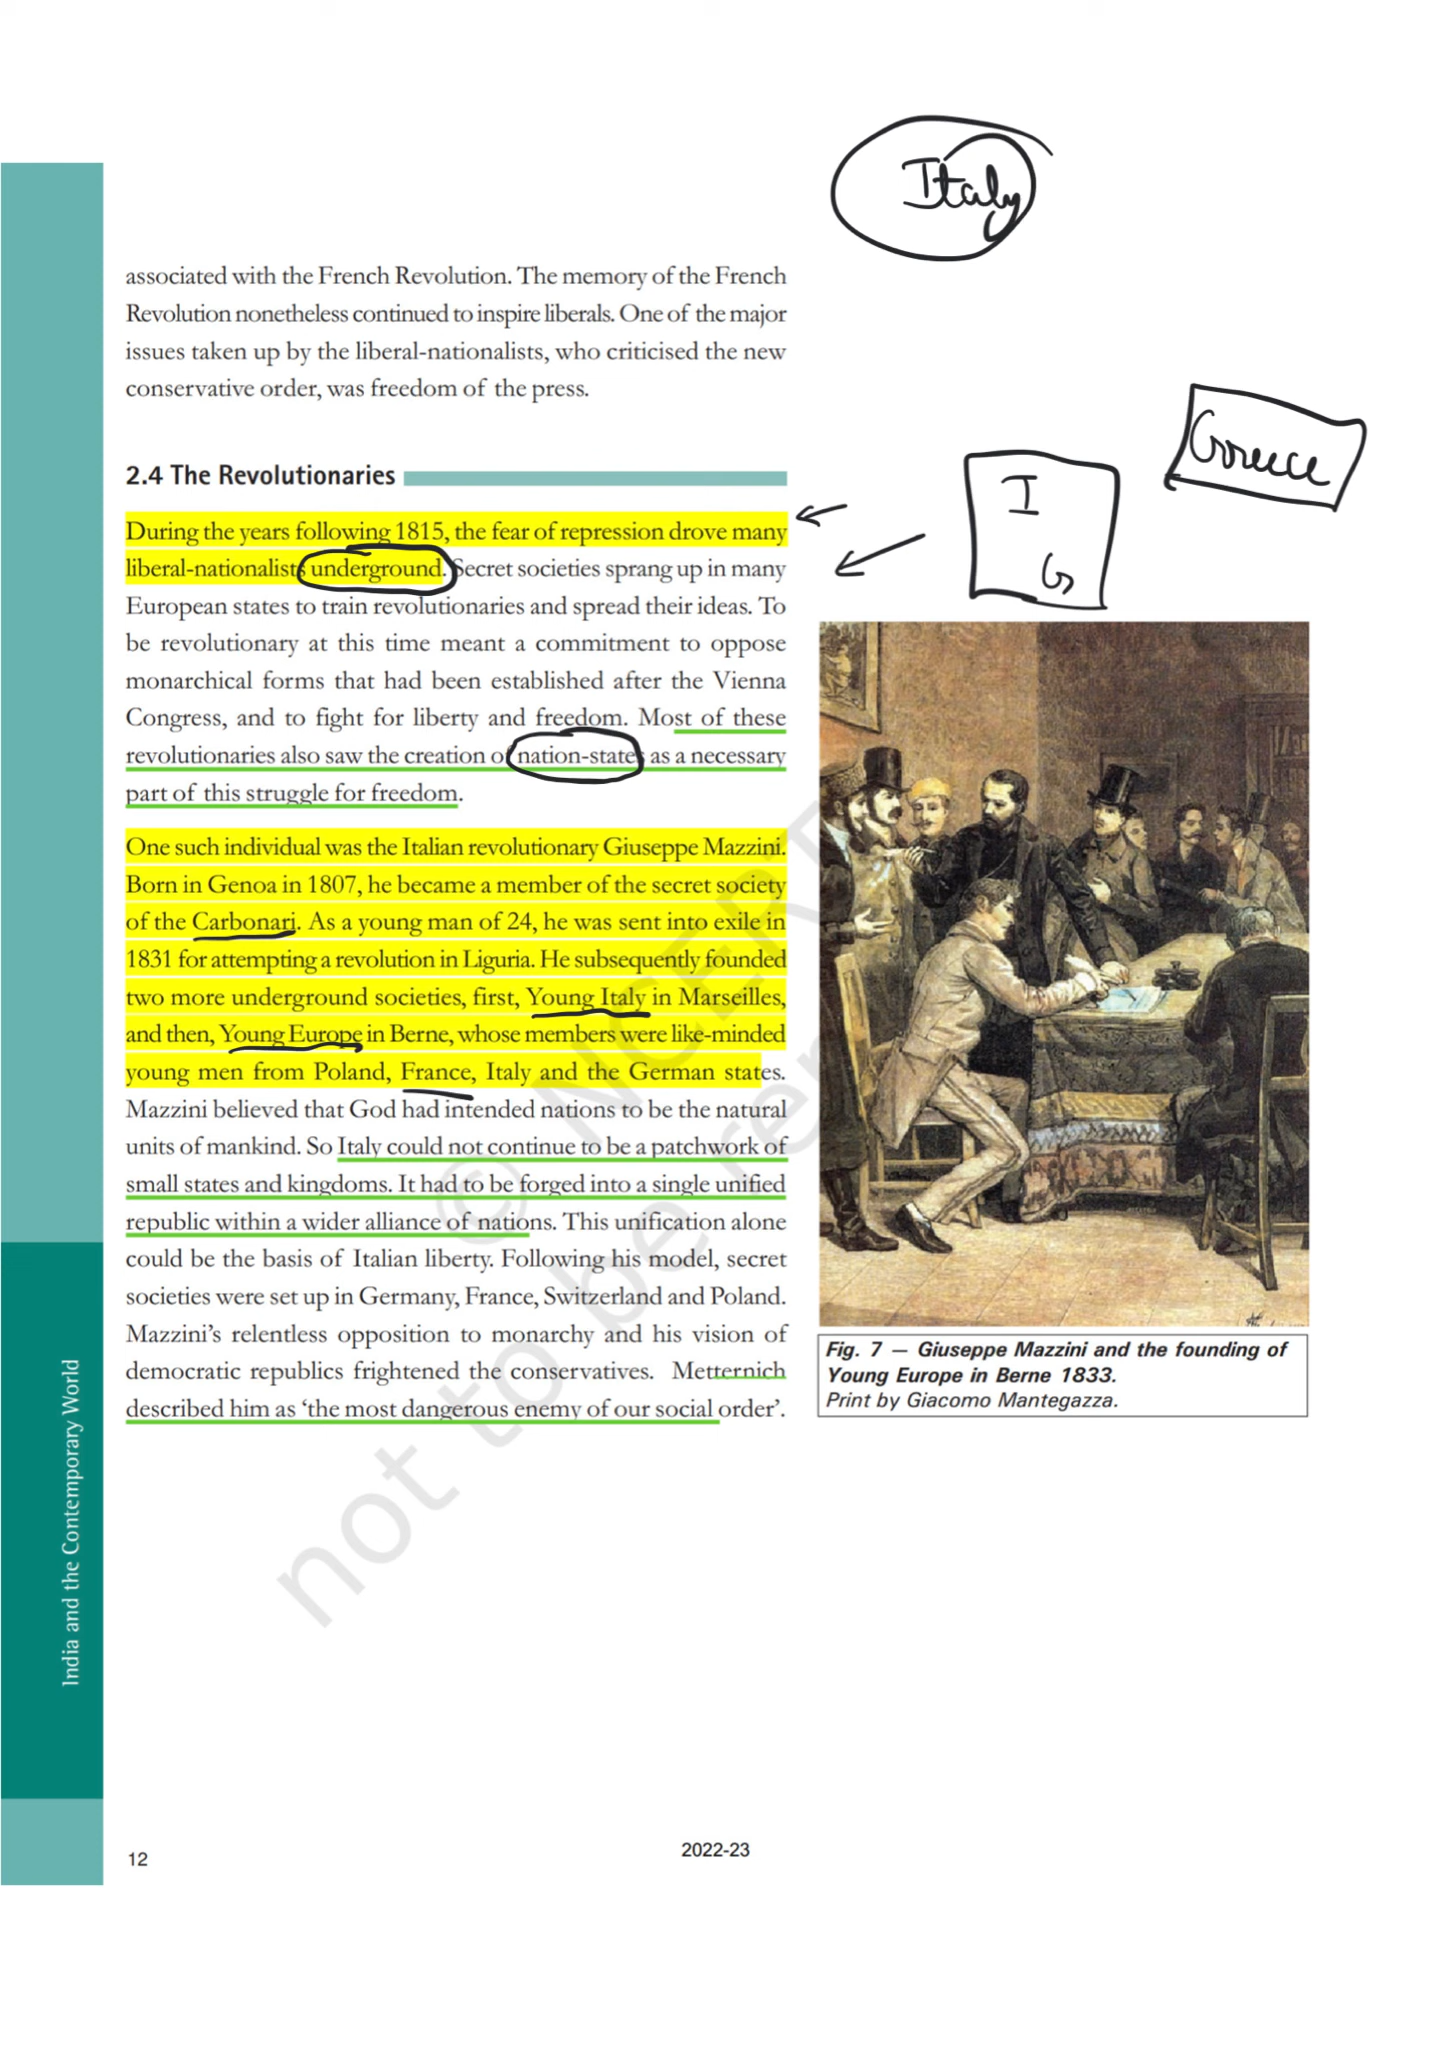 Italy
associated with the French Revolution. The memory of the French
Revolution nonetheless continued to inspire liberals. One of the major
issues taken up by the liberal-nationalists, who criticised the new
conservative order, was freedom of the press.
Greece
I
G
2.4 The Revolutionaries
During the years following 1815, the fear of repression drove many
liberal-nationalists underground. Secret societies sprang up in many
European states to train revolutionaries and spread their ideas. To
be revolutionary at this time meant a commitment to oppose
monarchical forms that had been established after the Vienna
Congress, and to fight for liberty and freedom. Most of these
revolutionaries also saw the creation of nation-states as a necessary
part of this struggle for freedom.
One such individual was the Italian revolutionary Giuseppe Mazzini.
Born in Genoa in 1807, he became a member of the secret society
of the Carbonari. As a young man of 24, he was sent into exile in
1831 for attempting a revolution in Liguria. He subsequently founded
two more underground societies, first, Young Italy in Marseilles,
and then, Young Europe in Berne, whose members were like-minded
young men from Poland, France, Italy and the German states.
Mazzini believed that God had intended nations to be the natural
units of mankind. So Italy could not continue to be a patchwork of
small states and kingdoms. It had to be forged into a single unified
republic within a wider alliance of nations. This unification alone
could be the basis of Italian liberty. Following his model, secret
societies were set up in Germany, France, Switzerland and Poland.
Mazzini's relentless opposition to monarchy and his vision of
democratic republics frightened the conservatives. Metternich
described him as 'the most dangerous enemy of our social order'.
Fig. 7 — Giuseppe Mazzini and the founding of
Young Europe in Berne 1833.
Print by Giacomo Mantegazza.
India and the Contemporary World
© NCERT
not to be re
12
2022-23